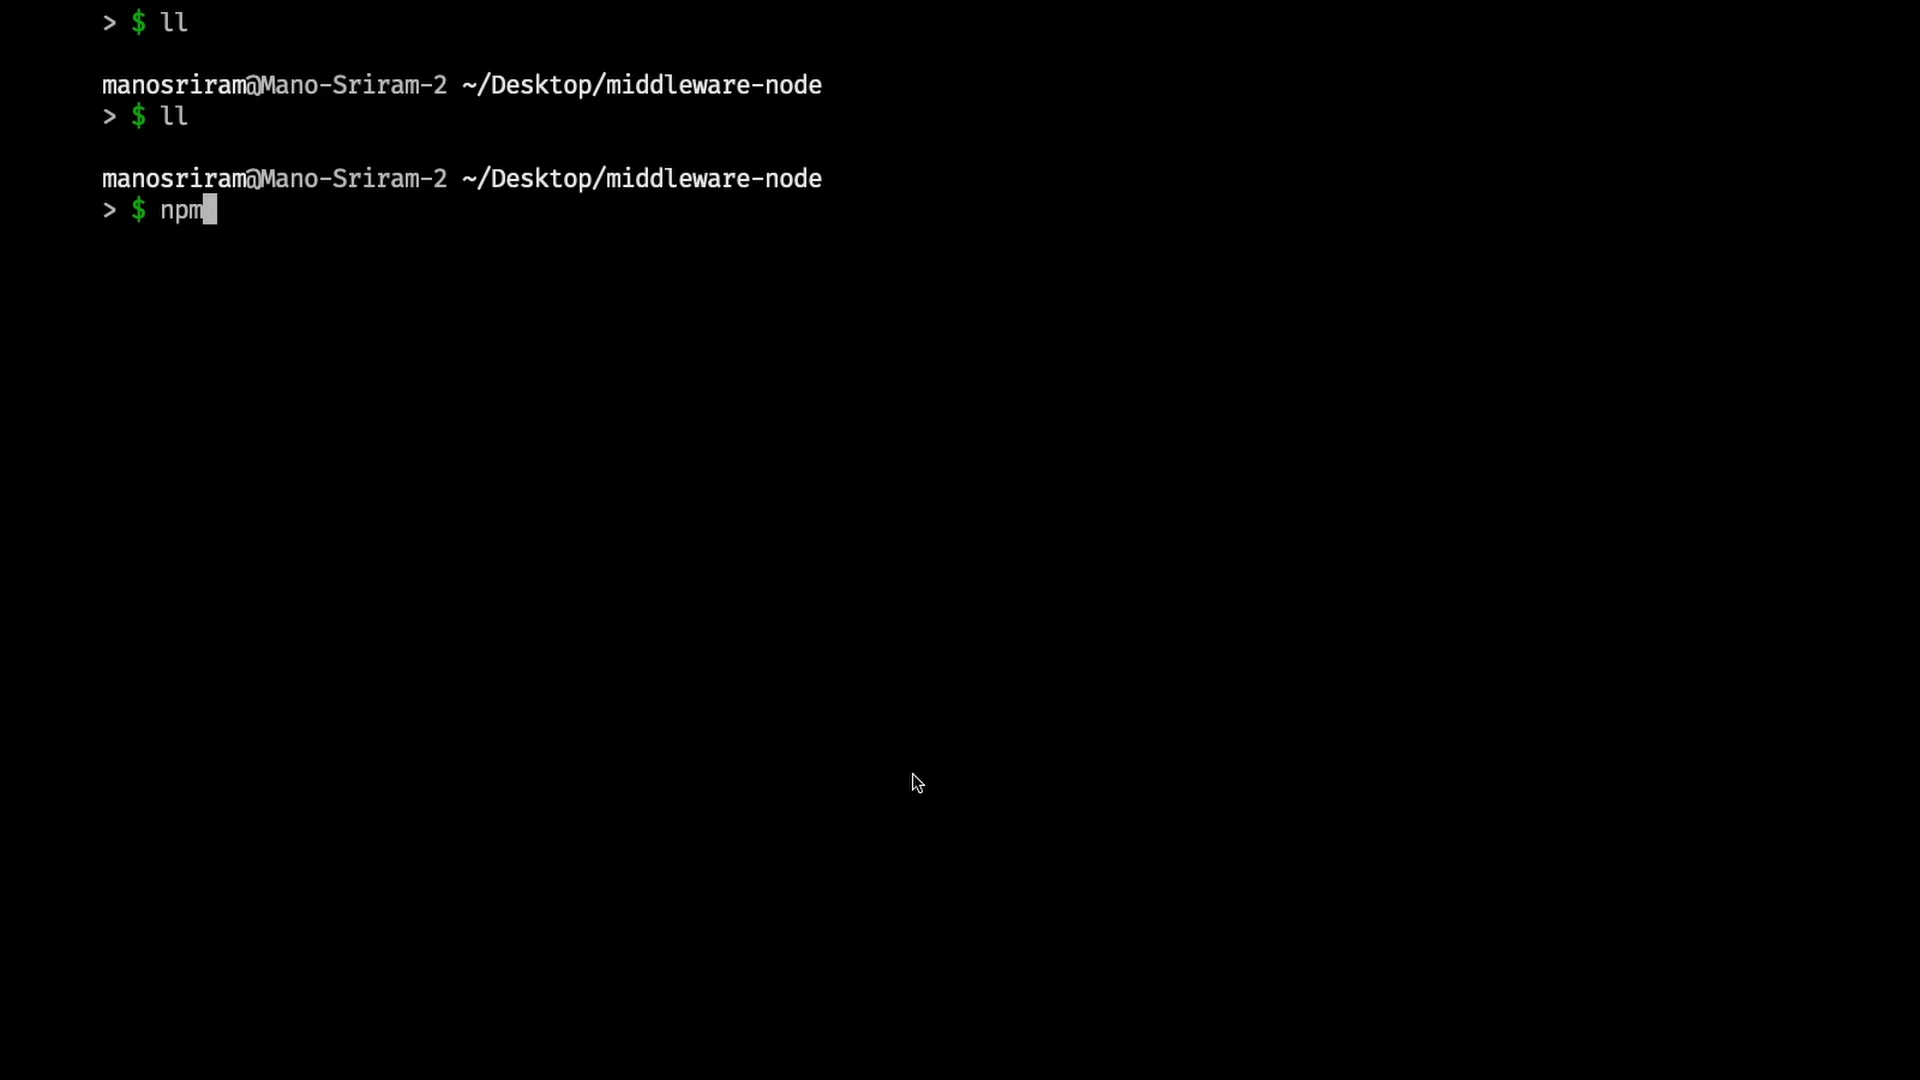 > $ ll
manosriram@Mano-Sriram-2 ~/Desktop/middleware-node
> $ ll
manosriram@Mano-Sriram-2 ~/Desktop/middleware-node
> $ npm